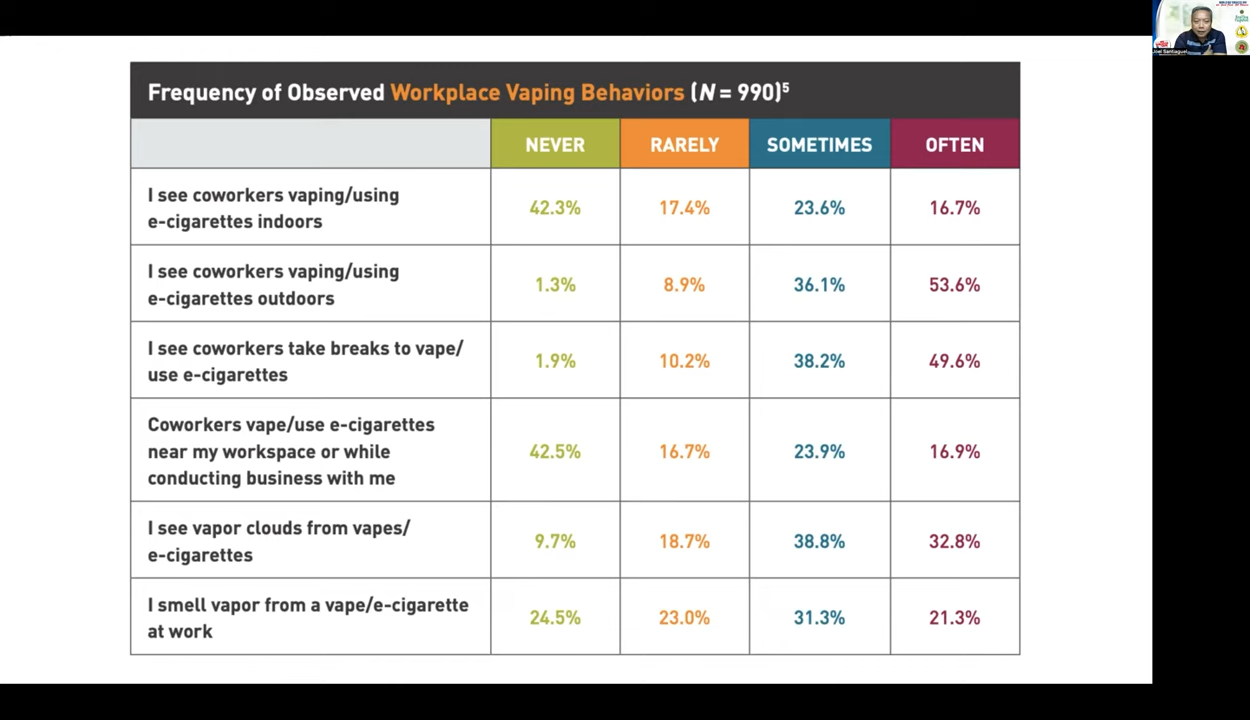 Frequency of Observed Workplace Vaping Behaviors (N = 990)5
NEVER RARELY SOMETIMES OFTEN
I see coworkers vaping/using
e-cigarettes indoors
42.3% 17.4% 23.6% 16.7%
I see coworkers vaping/using
e-cigarettes outdoors
1.3% 8.9% 36.1% 53.6%
I see coworkers take breaks to vape/
use e-cigarettes
1.9% 10.2% 38.2% 49.6%
Coworkers vape/use e-cigarettes
near my workspace or while
conducting business with me
42.5% 16.7% 23.9% 16.9%
I see vapor clouds from vapes/
e-cigarettes
9.7% 18.7% 38.8% 32.8%
I smell vapor from a vape/e-cigarette
at work
24.5% 23.0% 31.3% 21.3%
Joel Santiaguel